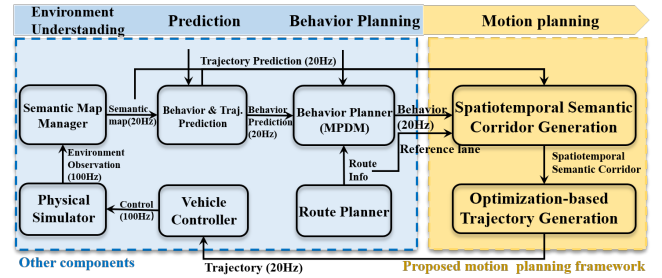 Environment
Understanding
Prediction
Behavior Planning
Motion planning
Trajectory Prediction (20Hz)
Semantic Map
Manager
Semantic
map(20Hz)
Behavior & Traj.
Prediction
Behavior
Prediction
(20Hz)
Behavior Planner
(MPDM)
Behavior
(20Hz)
Reference lane
Spatiotemporal Semantic
Corridor Generation
Environment
Observation
(100Hz)
Route
Info
Spatiotemporal
Semantic Corridor
Physical
Simulator
Control
(100Hz)
Vehicle
Controller
Route Planner
Optimization-based
Trajectory Generation
Other components
Trajectory (20Hz)
Proposed motion planning framework